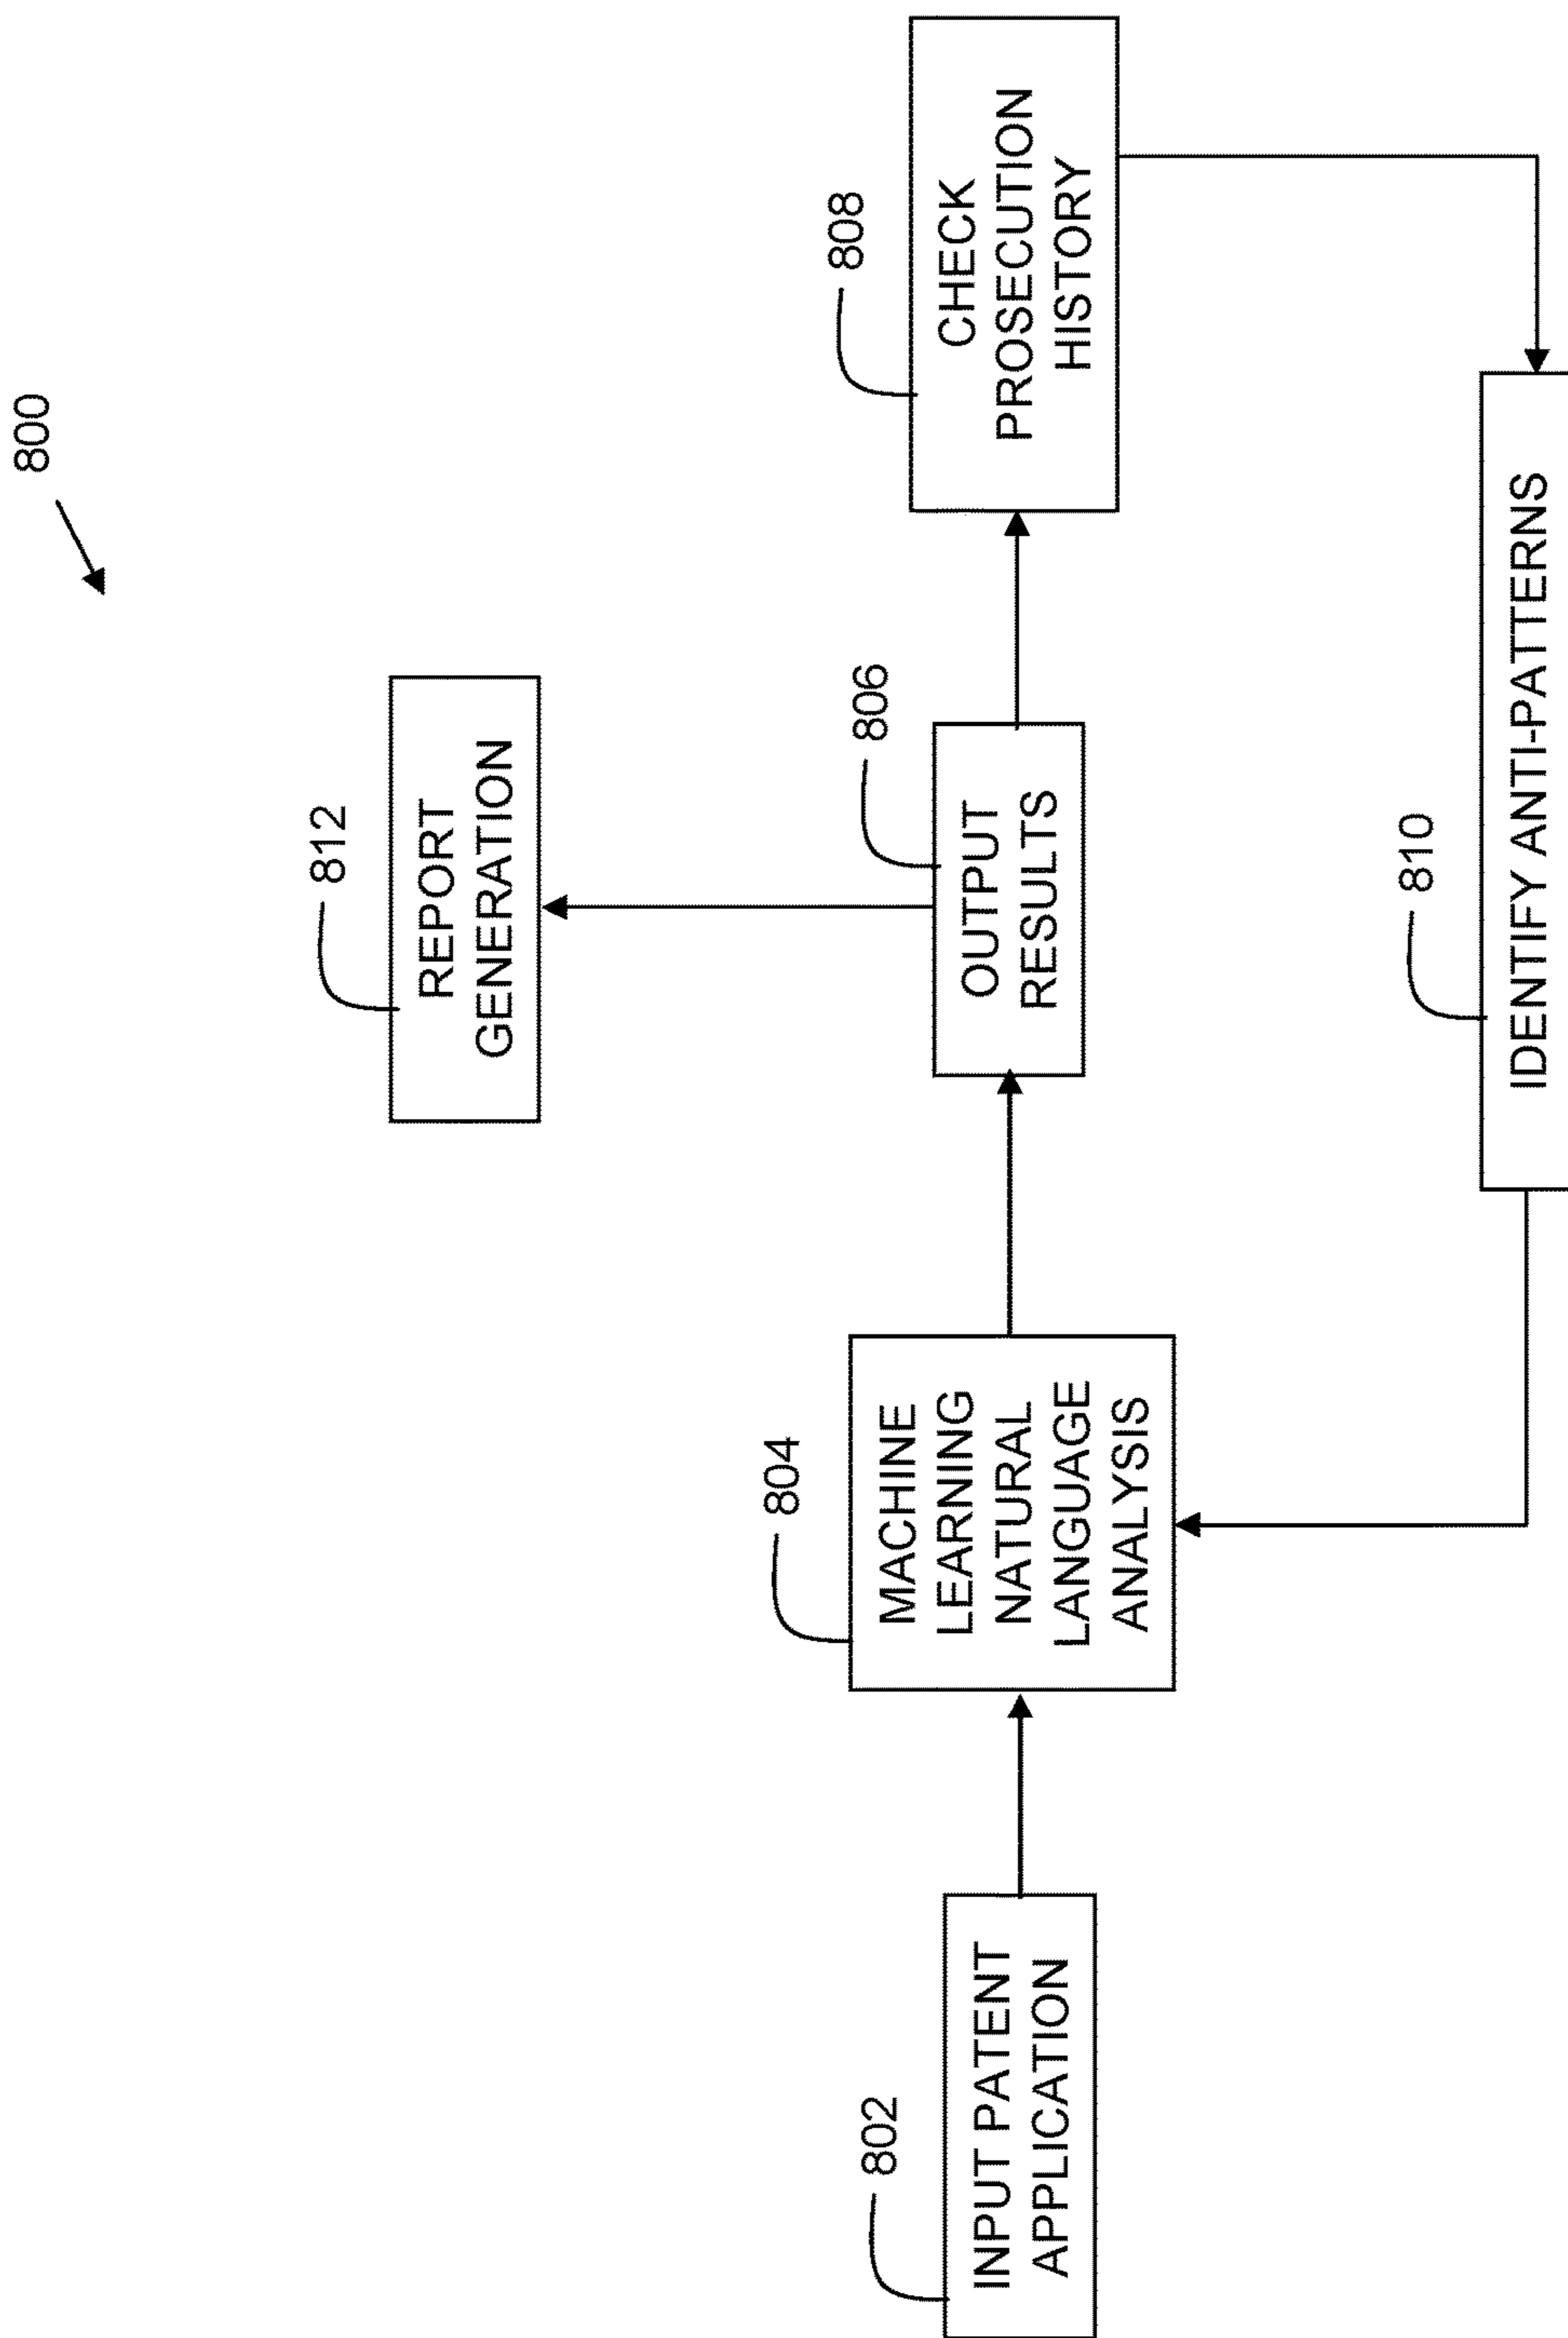 800
812
REPORT
GENERATION
802
INPUT PATENT
APPLICATION
804
MACHINE
LEARNING
NATURAL
LANGUAGE
ANALYSIS
806
OUTPUT
RESULTS
808
CHECK
PROSECUTION
HISTORY
810
IDENTIFY ANTI-PATTERNS